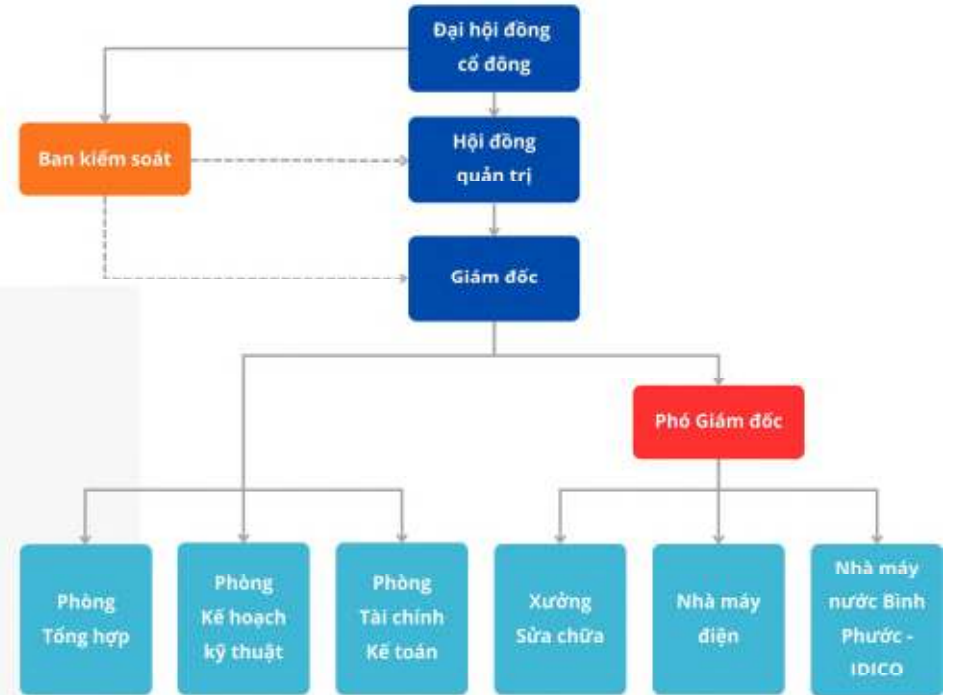 Đại hội đồng
cổ đông
Ban kiểm soát
Hội đồng
quản trị
Giám đốc
Phó Giám đốc
Phòng
Tổng hợp
Phòng
Kế hoạch
kỹ thuật
Phòng
Tài chính
Kế toán
Xưởng
Sửa chữa
Nhà máy
điện
Nhà máy
nước Bình
Phước -
IDICO